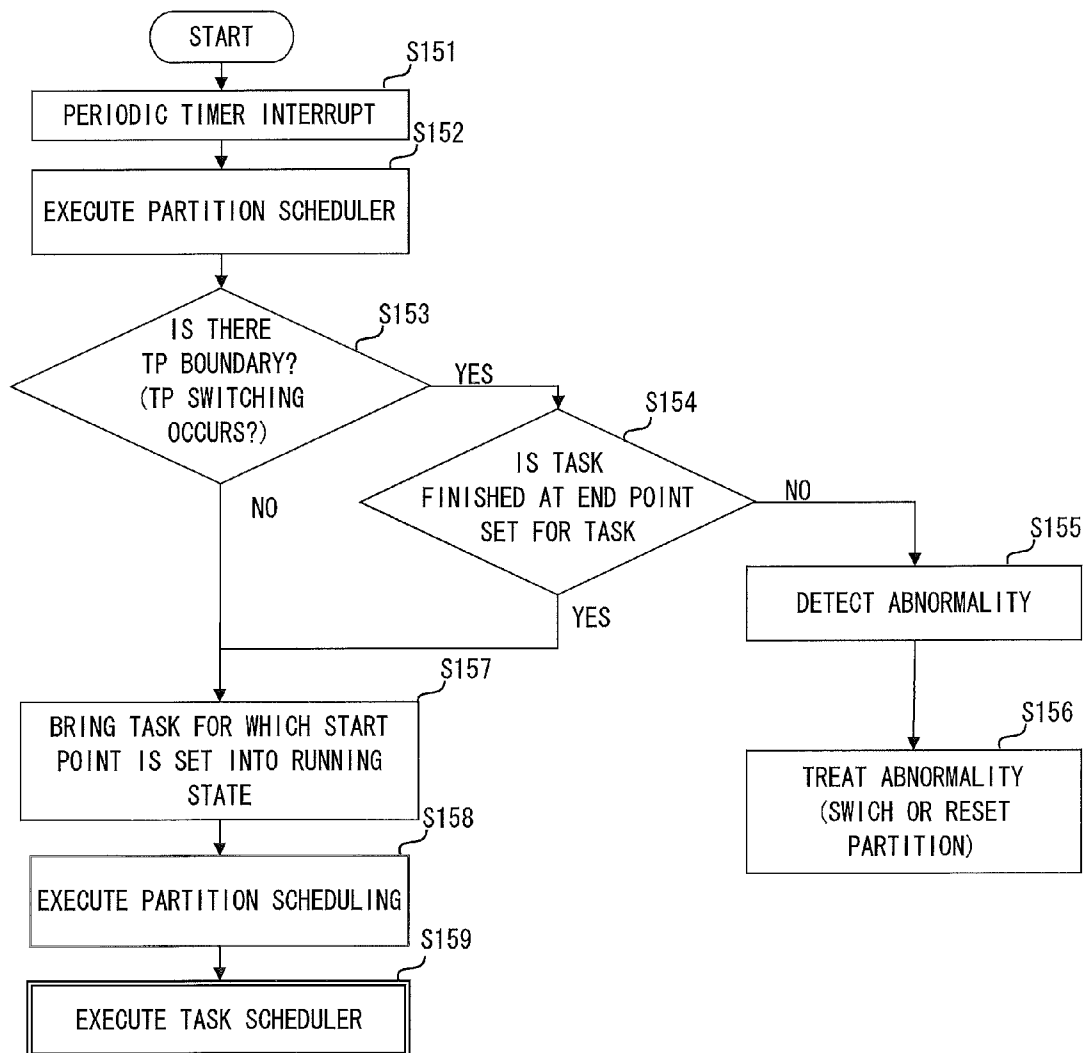 START
S151
PERIODIC TIMER INTERRUPT
S152
EXECUTE PARTITION SCHEDULER
S153
IS THERE
TP BOUNDARY?
(TP SWITCHING
OCCURS?)
YES
NO
S154
IS TASK
FINISHED AT END POINT
SET FOR TASK
NO
YES
S155
DETECT ABNORMALITY
S156
TREAT ABNORMALITY
(SWICH OR RESET
PARTITION)
S157
BRING TASK FOR WHICH START
POINT IS SET INTO RUNNING
STATE
S158
EXECUTE PARTITION SCHEDULING
S159
EXECUTE TASK SCHEDULER